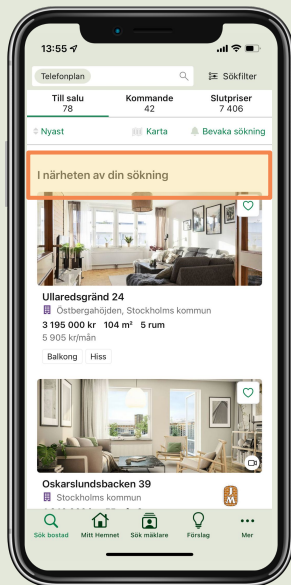 13:55
Telefonplan
Sökfilter
Till salu
78
Kommande
42
Slutpriser
7 406
Nyast
Karta
Bevaka sökning
I närheten av din sökning
Ullaredsgränd 24
Östbergahöjden, Stockholms kommun
3 195 000 kr 104 m² 5 rum
5 905 kr/mån
Balkong Hiss
Oskarslundsbacken 39
Stockholms kommun
Sök bostad
Mitt Hemnet
Sök mäklare
Förslag
Mer